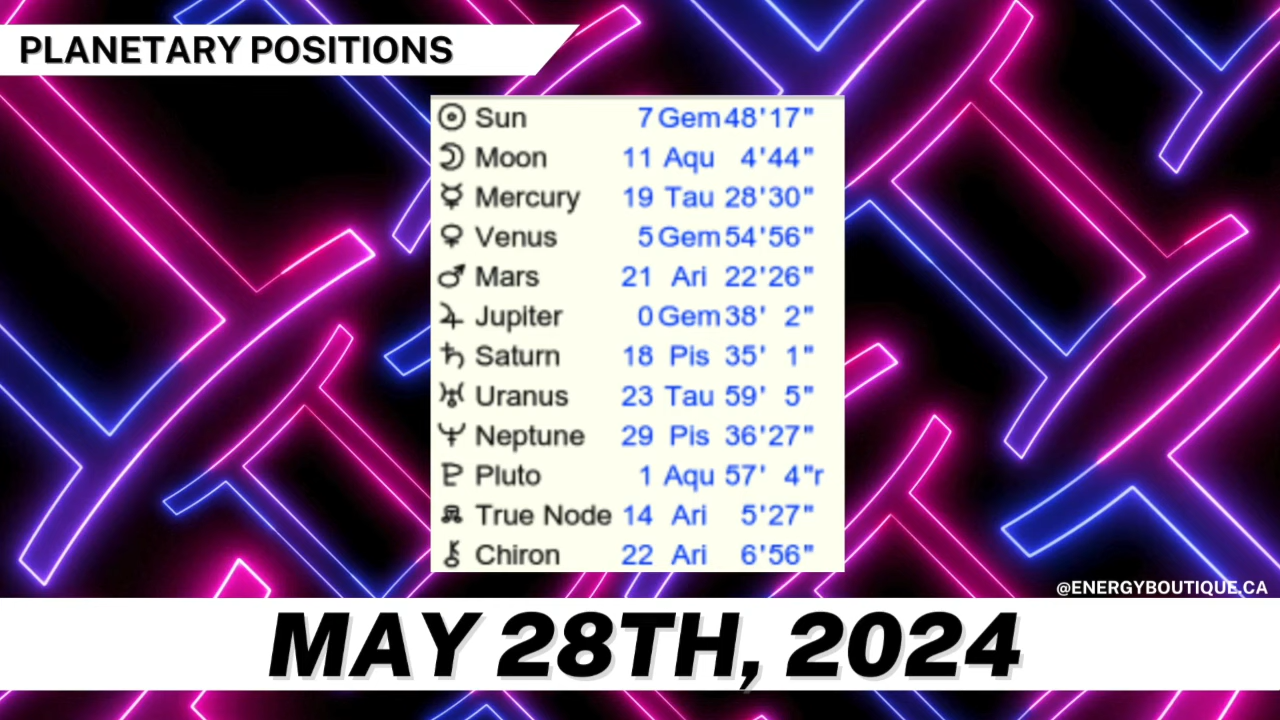 PLANETARY POSITIONS
Sun 7 Gem 48'17"
Moon 11 Aqu 4'44"
Mercury 19 Tau 28'30"
Venus 5 Gem 54'56"
Mars 21 Ari 22'26"
Jupiter 0 Gem 38' 2"
Saturn 18 Pis 35' 1"
Uranus 23 Tau 59' 5"
Neptune 29 Pis 36'27"
Pluto 1 Aqu 57' 4"r
True Node 14 Ari 5'27"
Chiron 22 Ari 6'56"
@ENERGYBOUTIQUE.CA
MAY 28TH, 2024